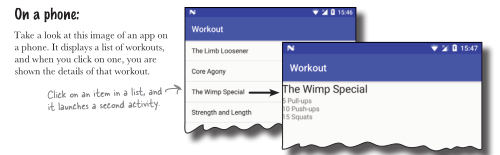 On a phone:
Take a look at this image of an app on
a phone. It displays a list of workouts,
and when you click on one, you are
shown the details of that workout.
Click on an item in a list, and
it launches a second activity.
15:46
Workout
The Limb Loosener
Core Agony
The Wimp Special
Strength and Length
15:47
Workout
The Wimp Special
5 Pull-ups
10 Push-ups
15 Squats